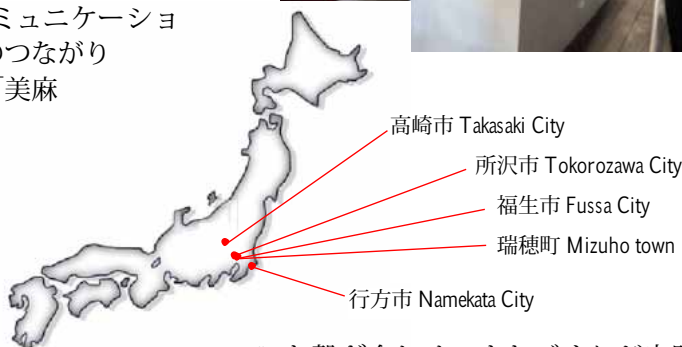 ミュニケーショ
のつながり
「美麻
高崎市 Takasaki City
所沢市 Tokorozawa City
福生市 Fussa City
瑞穂町 Mizuho town
行方市 Namekata City